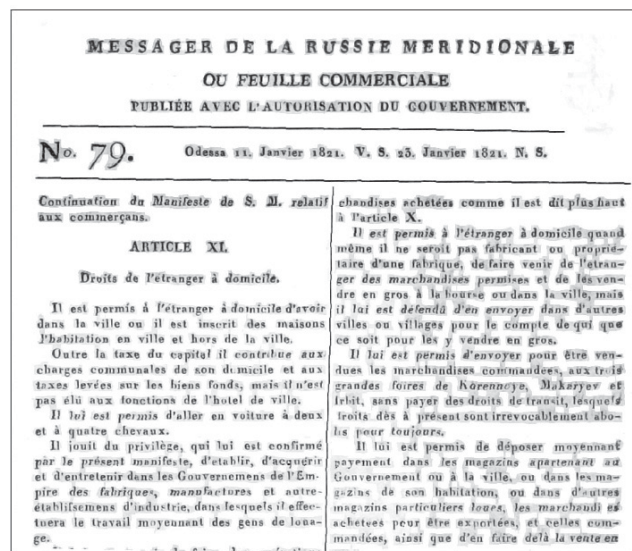 MESSAGER DE LA RUSSIE MERIDIONALE
OU FEUILLE COMMERCIALE
PUBLIÉE AVEC L'AUTORISATION DU GOUVERNEMENT.
No. 79. Odessa 11. Janvier 1821. V. S. 23. Janvier 1821. N. S.
Continuation du Manifeste de S. M. relatif
aux commerçans.
ARTICLE XI.
Droits de l'étranger à domicile.
Il est permis à l'étranger à domicile d'avoir
dans la ville ou il est inscrit des maisons
d'habitation en ville et hors de la ville.
Outre la taxe du capital il contribue aux
charges communales de son domicile et aux
taxes levées sur les biens fonds, mais il n'est
pas élû aux fonctions de l'hotel de ville.
Il lui est permis d'aller en voiture à deux
et à quatre chevaux.
Il jouit du privilège, qui lui est confirmé
par le présent manifeste, d'etablir, d'acquérir
et d'entretenir dans les Gouvernemens de l'Em-
pire des fabriques, manufactures et autre-
établifsemens d'industrie, dans lesquels il effec-
tuera le travail moyennant des gens de loua-
ge.
chandises achetées comme il est dit plus haut
à l'article X.
Il est permis à l'étranger à domicile quand
même il ne seroit pas fabricant ou proprié-
taire d'une fabrique, de faire venir de l'etran-
ger des marchandises permises et de les ven-
dre en gros à la bourse ou dans la ville, mais
il lui est défendû d'en envoyer dans d'autres
villes ou villages pour le compte de qui que
ce soit pour les y vendre en gros.
Il lui est permis d'envoyer pour être ven-
dues les marchandises commandées, aux trois
grandes foires de Korennoye, Makaryev et
Irbit, sans payer des droits de transit, lesquels
droits dès à présent sont irrevocablement abo-
lis pour toujours.
Il lui est permis de déposer moyennant
payement dans les magazins apartenant au
Gouvernement ou à la ville, ou dans les ma-
gazins de son habitation, ou dans d'autres
magazins particuliers loues, les marchandi es
achetees pour être exportées, et celles com-
mandées, ainsi que d'en faire delà la vente en